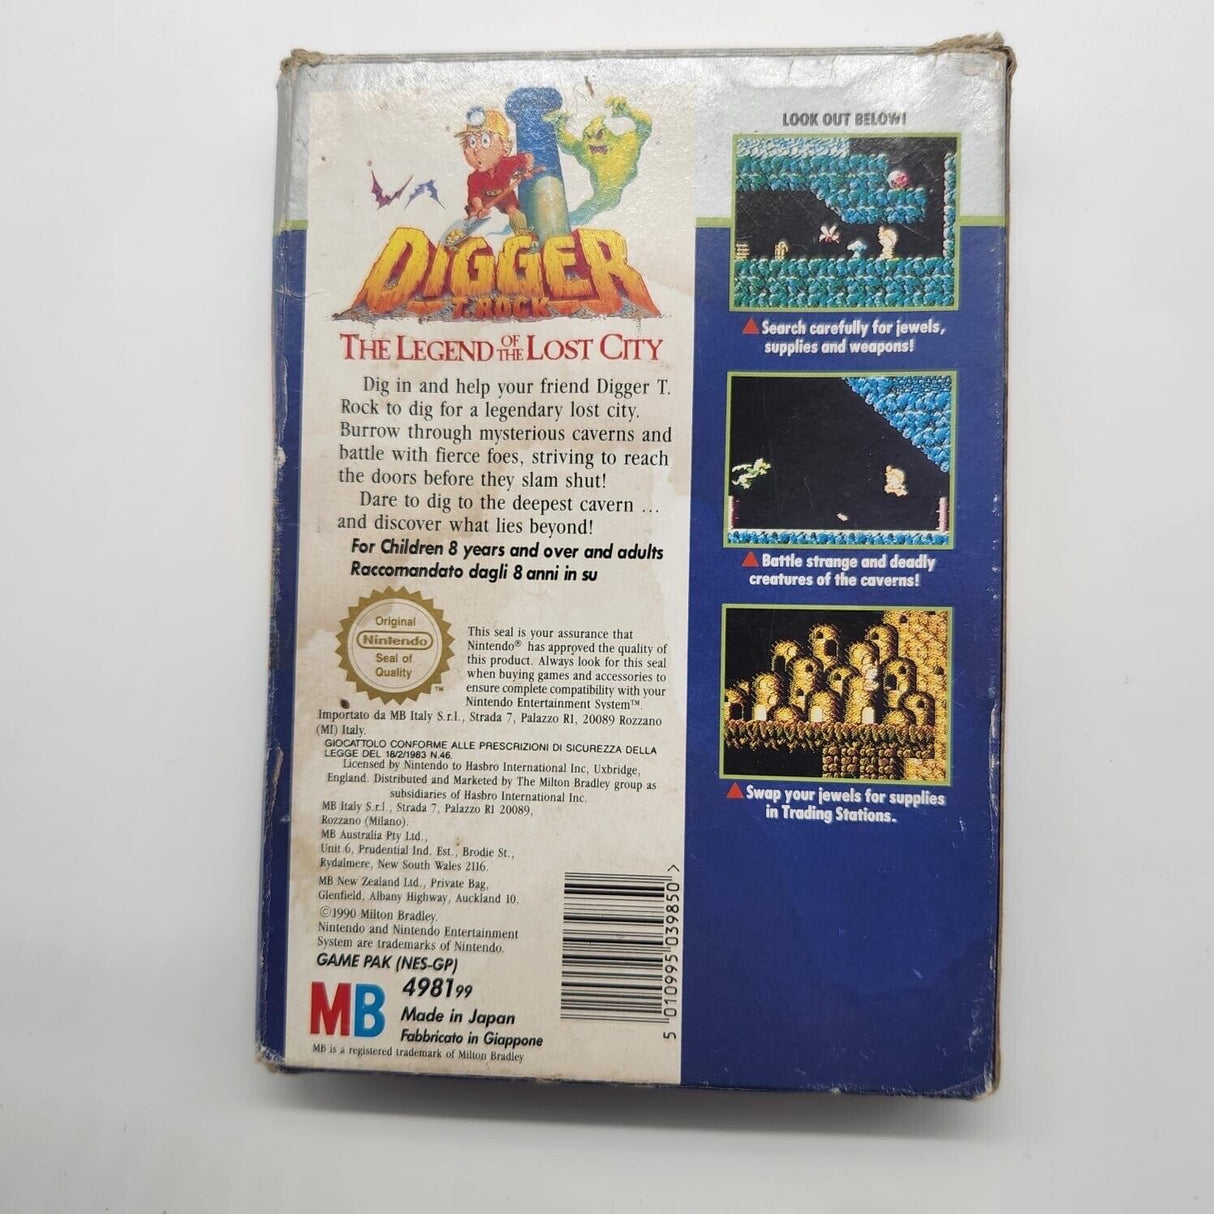 DIGGER
T. ROCK
THE LEGEND OF THE LOST CITY
Dig in and help your friend Digger T.
Rock to dig for a legendary lost city.
Burrow through mysterious caverns and
battle with fierce foes, striving to reach
the doors before they slam shut!
Dare to dig to the deepest cavern ...
and discover what lies beyond!
For Children 8 years and over and adults
Raccomandato dagli 8 anni in su
Original
Nintendo
Seal of
Quality
TM
This seal is your assurance that
Nintendo® has approved the quality of
this product. Always look for this seal
when buying games and accessories to
ensure complete compatibility with your
Nintendo Entertainment System™.
Importato da MB Italy S.r.l., Strada 7, Palazzo R1, 20089 Rozzano
(MI) Italy.
GIOCATTOLO CONFORME ALLE PRESCRIZIONI DI SICUREZZA DELLA
LEGGE DEL 18/2/1983 N.46.
Licensed by Nintendo to Hasbro International Inc, Uxbridge,
England. Distributed and Marketed by The Milton Bradley group as
subsidiaries of Hasbro International Inc.
MB Italy S.r.l., Strada 7, Palazzo R1 20089,
Rozzano (Milano).
MB Australia Pty Ltd.,
Unit 6, Prudential Ind. Est., Brodie St.,
Rydalmere, New South Wales 2116.
MB New Zealand Ltd., Private Bag,
Glenfield, Albany Highway, Auckland 10.
©1990 Milton Bradley.
Nintendo and Nintendo Entertainment
System are trademarks of Nintendo.
GAME PAK (NES-GP)
MB
498199
Made in Japan
Fabbricato in Giappone
MB is a registered trademark of Milton Bradley
5 010995 039850 >
LOOK OUT BELOW!
Search carefully for jewels,
supplies and weapons!
Battle strange and deadly
creatures of the caverns!
Swap your jewels for supplies
in Trading Stations.